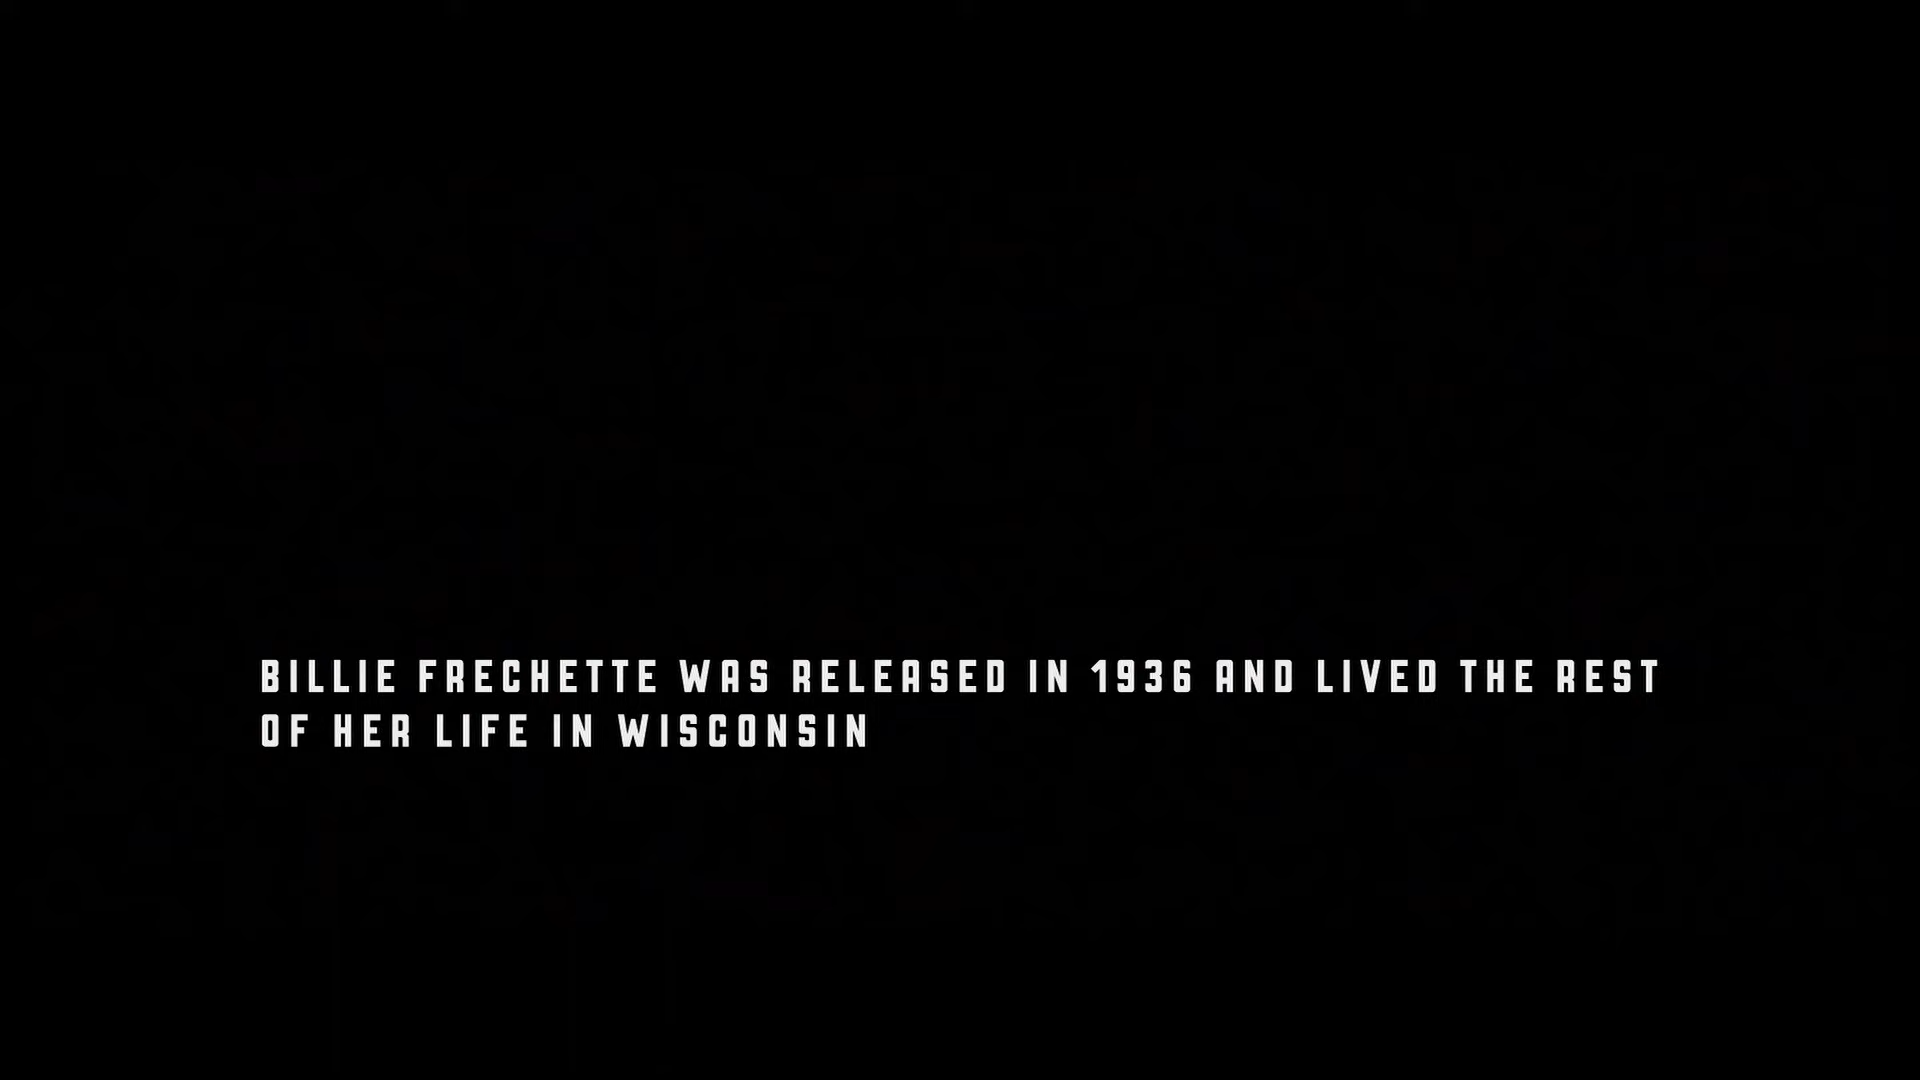 BILLIE FRECHETTE WAS RELEASED IN 1936 AND LIVED THE REST
OF HER LIFE IN WISCONSIN